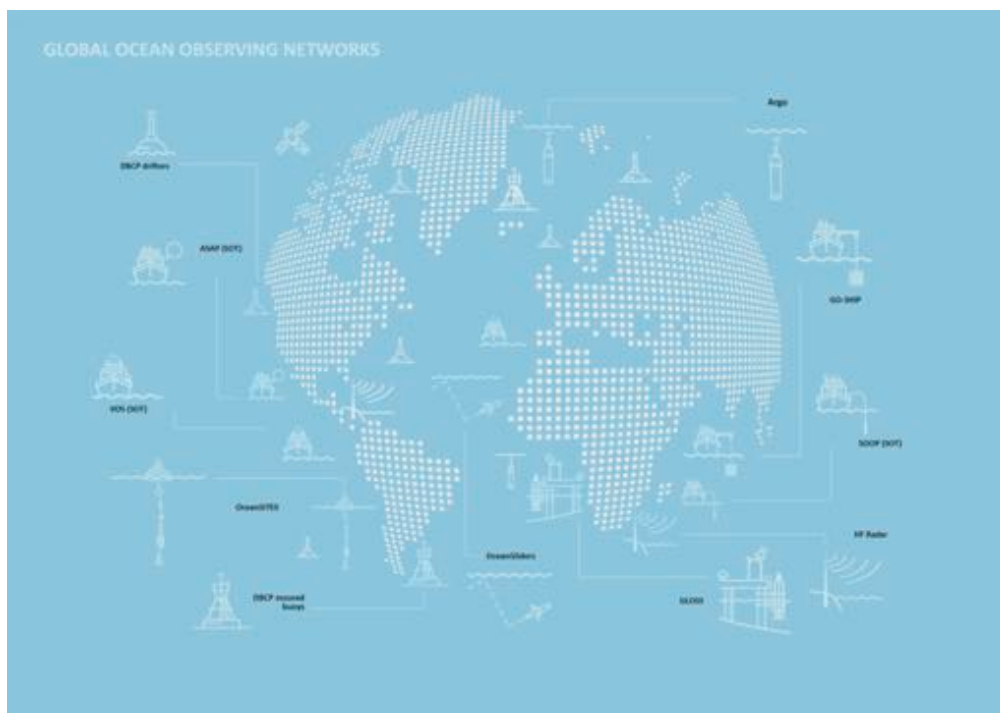 GLOBAL OCEAN OBSERVING NETWORKS
Argo
DBCP drifters
ASAP (SOT)
GO-SHIP
VOS (SOT)
SOOP (SOT)
OceanSITES
HF Radar
OceanGliders
DBCP moored
buoys
GLOSS